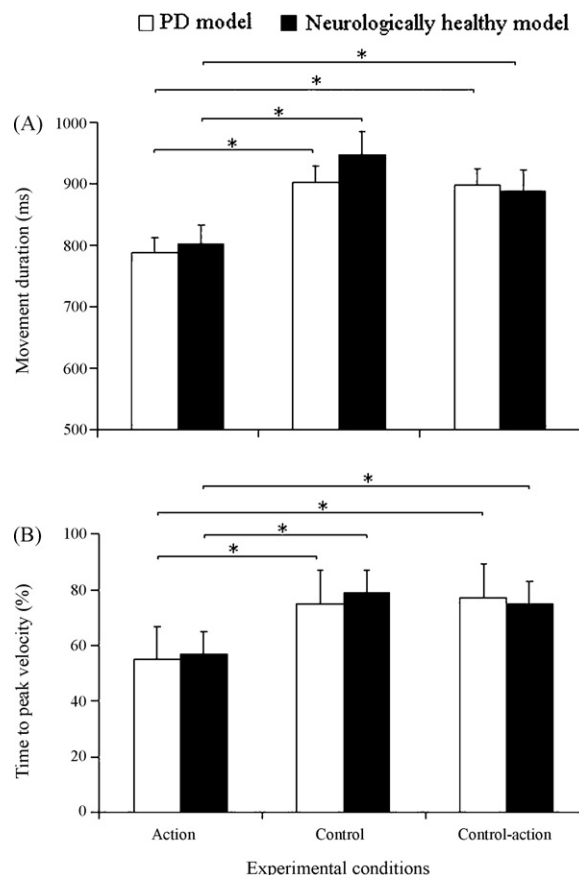 PD model Neurologically healthy model
*
*
(A)
*
*
1000
900
800
700
600
500
Movement duration (ms)
*
*
(B)
*
*
100
80
60
40
20
0
Time to peak velocity (%)
Action Control Control-action
Experimental conditions